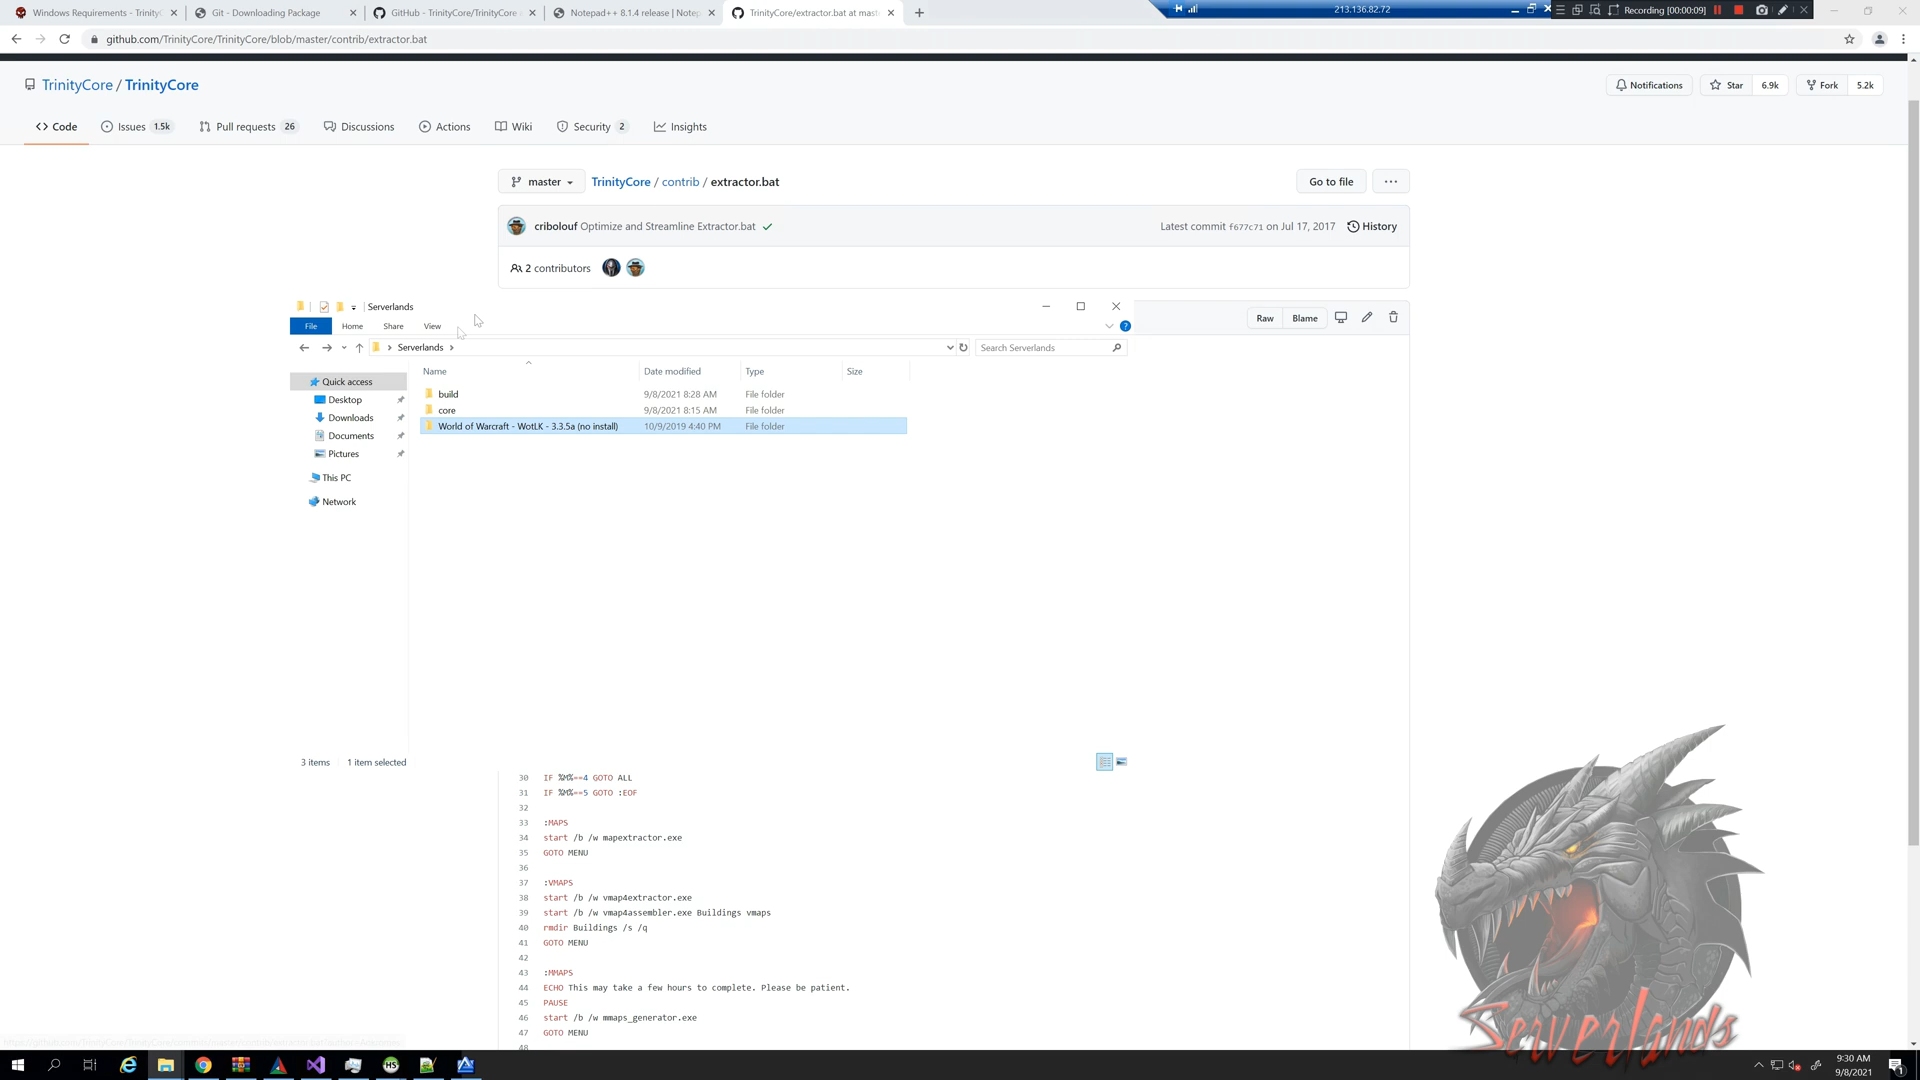 Windows Requirements - TrinityC
Git - Downloading Package
GitHub - TrinityCore/TrinityCore
Notepad++ 8.1.4 release | Notep
TrinityCore/extractor.bat at mast
213.136.82.72
Recording [00:00:09]
github.com/TrinityCore/TrinityCore/blob/master/contrib/extractor.bat
TrinityCore / TrinityCore
Notifications
Star 6.9k
Fork 5.2k
Code
Issues 1.5k
Pull requests 26
Discussions
Actions
Wiki
Security 2
Insights
master
TrinityCore / contrib / extractor.bat
Go to file
cribolouf Optimize and Streamline Extractor.bat
Latest commit f677c71 on Jul 17, 2017
History
2 contributors
Serverlands
Raw
Blame
File
Home
Share
View
Serverlands
Search Serverlands
Name
Date modified
Type
Size
Quick access
Desktop
Downloads
Documents
Pictures
This PC
Network
build 9/8/2021 8:28 AM File folder
core 9/8/2021 8:15 AM File folder
World of Warcraft - WotLK - 3.3.5a (no install) 10/9/2019 4:40 PM File folder
3 items 1 item selected
30 IF %M%==4 GOTO ALL
31 IF %M%==5 GOTO :EOF
32
33 :MAPS
34 start /b /w mapextractor.exe
35 GOTO MENU
36
37 :VMAPS
38 start /b /w vmap4extractor.exe
39 start /b /w vmap4assembler.exe Buildings vmaps
40 rmdir Buildings /s /q
41 GOTO MENU
42
43 :MMAPS
44 ECHO This may take a few hours to complete. Please be patient.
45 PAUSE
46 start /b /w mmaps_generator.exe
47 GOTO MENU
48
Serverlands
9:30 AM
9/8/2021